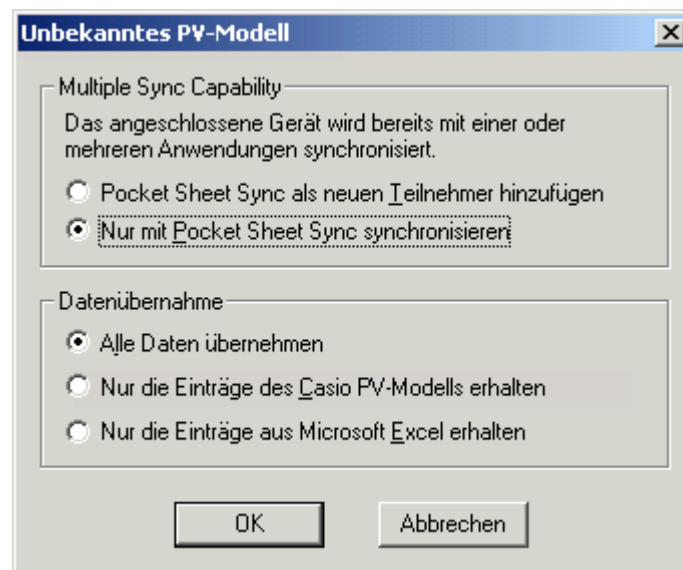 Unbekanntes PV-Modell
Multiple Sync Capability
Das angeschlossene Gerät wird bereits mit einer oder
mehreren Anwendungen synchronisiert.
Pocket Sheet Sync als neuen Teilnehmer hinzufügen
Nur mit Pocket Sheet Sync synchronisieren
Datenübernahme
Alle Daten übernehmen
Nur die Einträge des Casio PV-Modells erhalten
Nur die Einträge aus Microsoft Excel erhalten
OK
Abbrechen